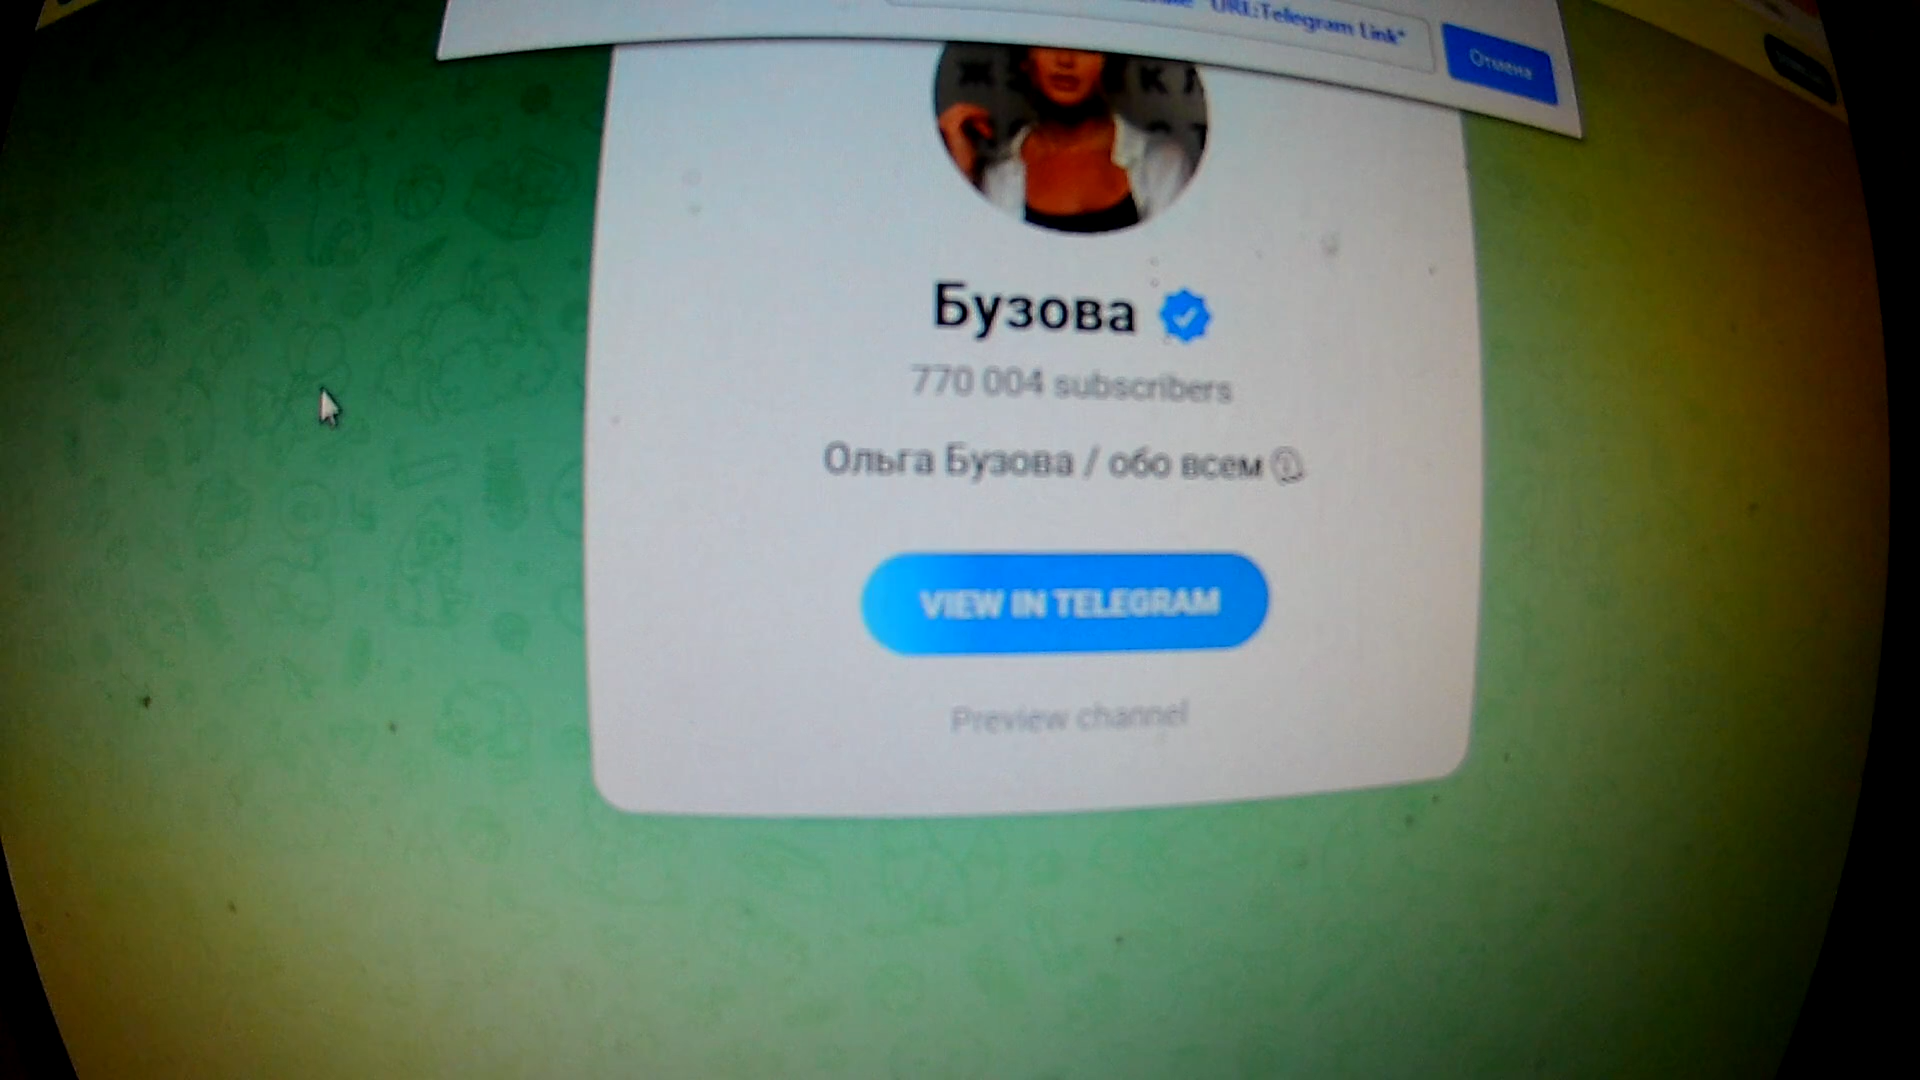 "URL:Telegram Link"
Отмена
Ж
К Л
Бузова
770 004 subscribers
Ольга Бузова / обо всем
VIEW IN TELEGRAM
Preview channel